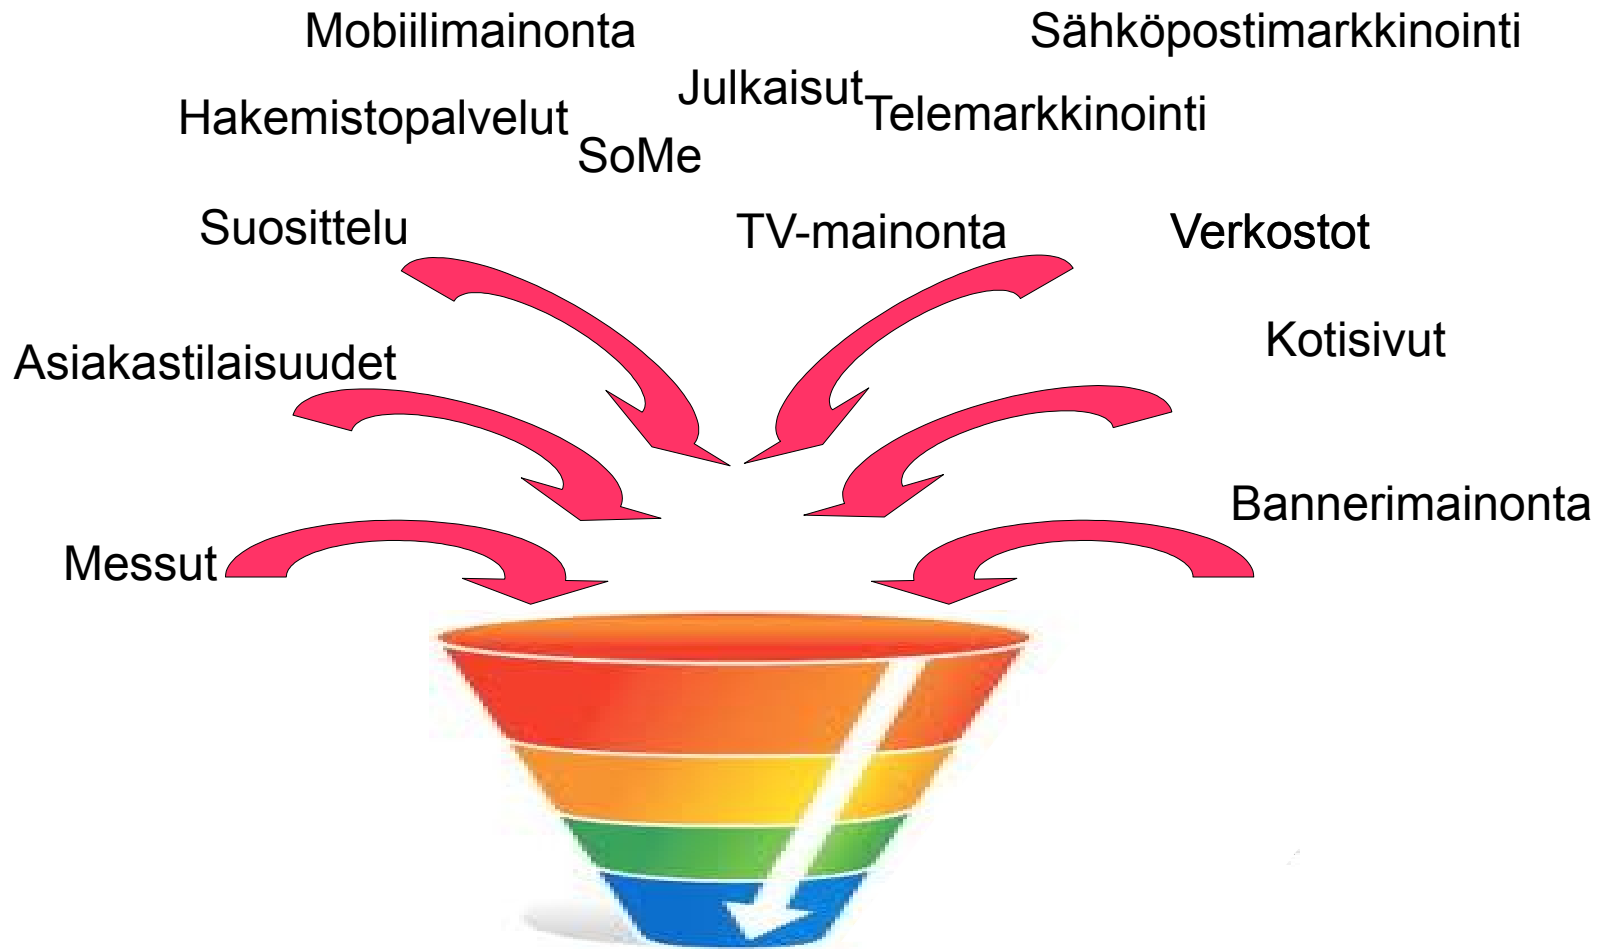 Mobiilimainonta
Sähköpostimarkkinointi
Julkaisut
Telemarkkinointi
Hakemistopalvelut
SoMe
Suosittelu
TV-mainonta
Verkostot
Kotisivut
Asiakastilaisuudet
Bannerimainonta
Messut